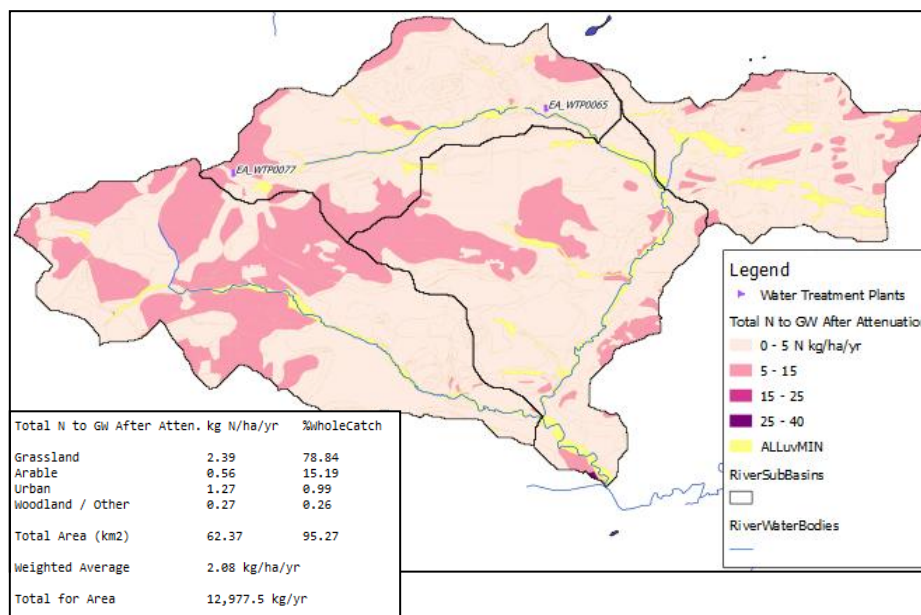 EA_WTP0065
EA_WTP0077
Legend
Water Treatment Plants
Total N to GW After Attenuation
0 - 5 N kg/ha/yr
5 - 15
15 - 25
25 - 40
ALLuvMIN
RiverSubBasins
RiverWaterBodies
Total N to GW After Atten. kg N/ha/yr %WholeCatch
Grassland 2.39 78.84
Arable 0.56 15.19
Urban 1.27 0.99
Woodland / Other 0.27 0.26
Total Area (km2) 62.37 95.27
Weighted Average 2.08 kg/ha/yr
Total for Area 12,977.5 kg/yr